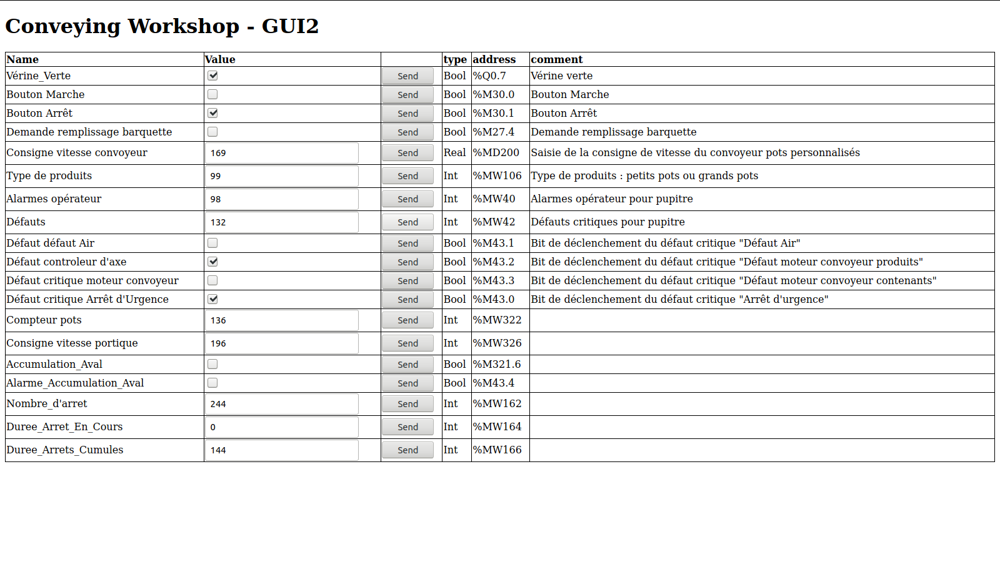 Conveying Workshop - GUI2
Name Value type address comment
Vérine_Verte Send Bool %Q0.7 Vérine verte
Bouton Marche Send Bool %M30.0 Bouton Marche
Bouton Arrêt Send Bool %M30.1 Bouton Arrêt
Demande remplissage barquette Send Bool %M27.4 Demande remplissage barquette
Consigne vitesse convoyeur 169 Send Real %MD200 Saisie de la consigne de vitesse du convoyeur pots personnalisés
Type de produits 99 Send Int %MW106 Type de produits : petits pots ou grands pots
Alarmes opérateur 98 Send Int %MW40 Alarmes opérateur pour pupitre
Défauts 132 Send Int %MW42 Défauts critiques pour pupitre
Défaut défaut Air Send Bool %M43.1 Bit de déclenchement du défaut critique "Défaut Air"
Défaut controleur d'axe Send Bool %M43.2 Bit de déclenchement du défaut critique "Défaut moteur convoyeur produits"
Défaut critique moteur convoyeur Send Bool %M43.3 Bit de déclenchement du défaut critique "Défaut moteur convoyeur contenants"
Défaut critique Arrêt d'Urgence Send Bool %M43.0 Bit de déclenchement du défaut critique "Arrêt d'urgence"
Compteur pots 136 Send Int %MW322
Consigne vitesse portique 196 Send Int %MW326
Accumulation_Aval Send Bool %M321.6
Alarme_Accumulation_Aval Send Bool %M43.4
Nombre_d'arret 244 Send Int %MW162
Duree_Arret_En_Cours 0 Send Int %MW164
Duree_Arrets_Cumules 144 Send Int %MW166